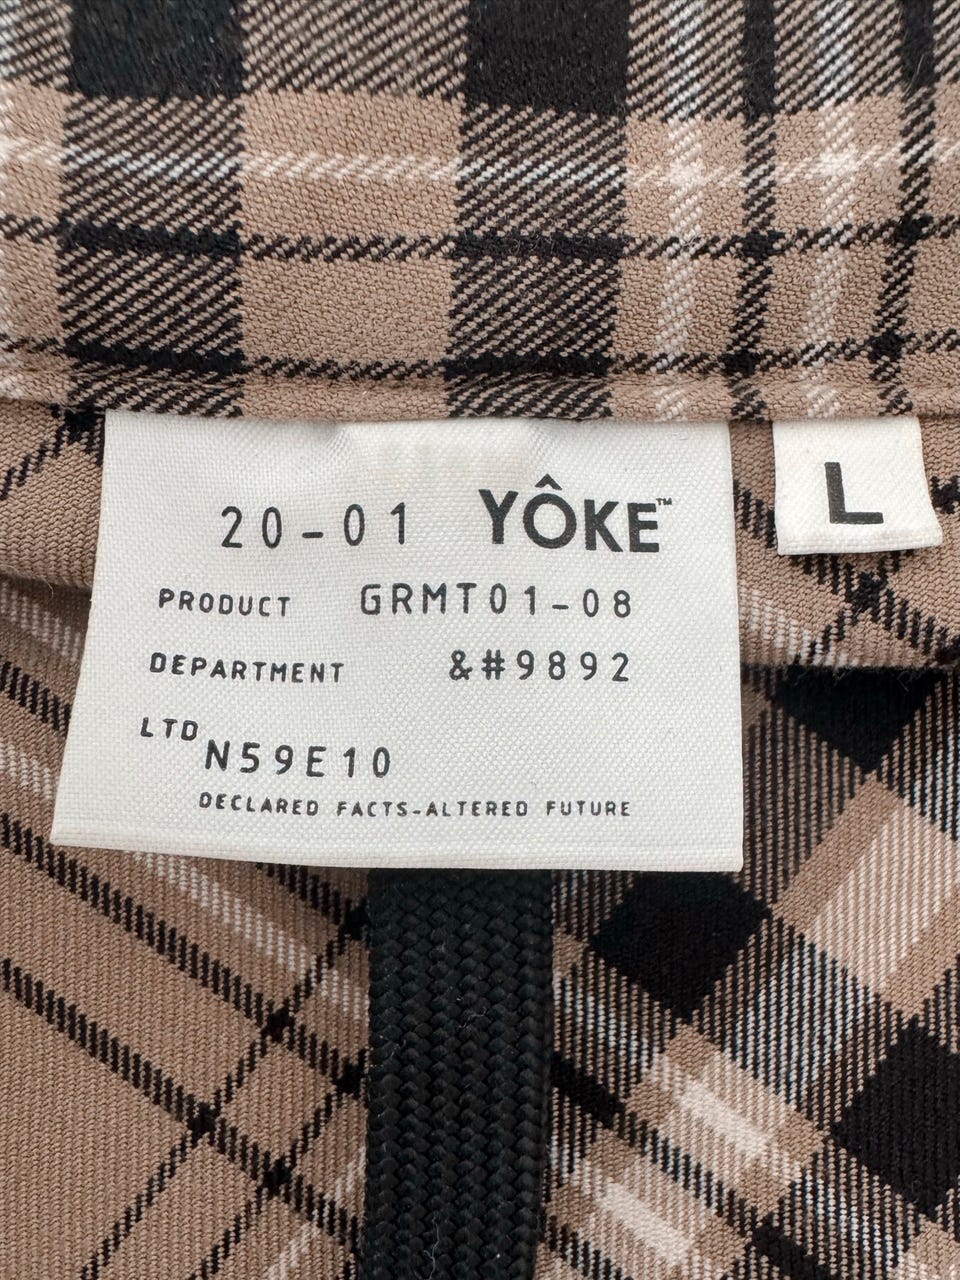 20-01 YÔKE™
L
PRODUCT GRMT01-08
DEPARTMENT &#9892
LTD N59E10
DECLARED FACTS-ALTERED FUTURE